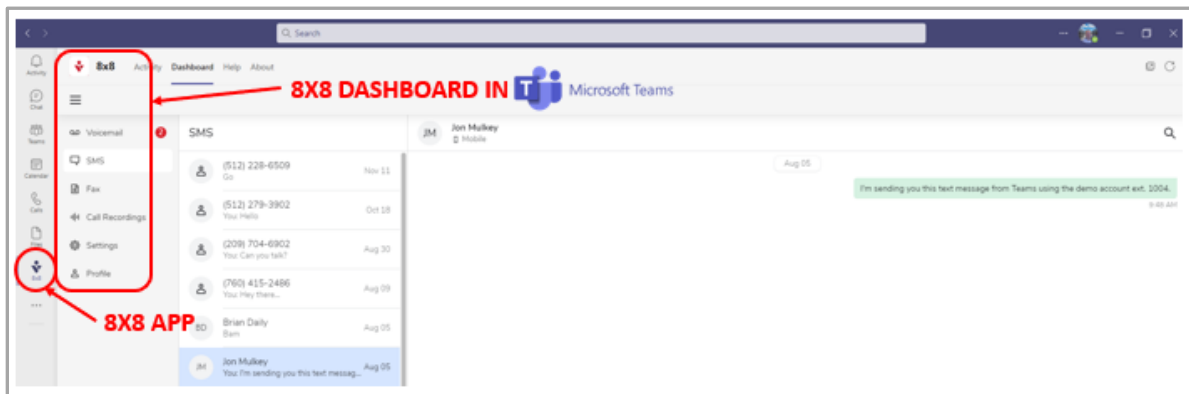 Search
Activity
Chat
Teams
Calendar
Calls
Files
8x8
8x8 Activity Dashboard Help About
8X8 DASHBOARD IN Microsoft Teams
Voicemail 2
SMS
Fax
Call Recordings
Settings
Profile
8X8 APP
SMS
(512) 228-6509 Nov 11
Go
(512) 279-3902 Oct 18
You: Hello
(209) 704-6902 Aug 30
You: Can you talk?
(760) 415-2486 Aug 09
You: Hey there...
BD Brian Daily Aug 05
Bam
JM Jon Mulkey Aug 05
You: I'm sending you this text messag...
JM Jon Mulkey
Mobile
Aug 05
I'm sending you this text message from Teams using the demo account ext. 1004.
9:48 AM